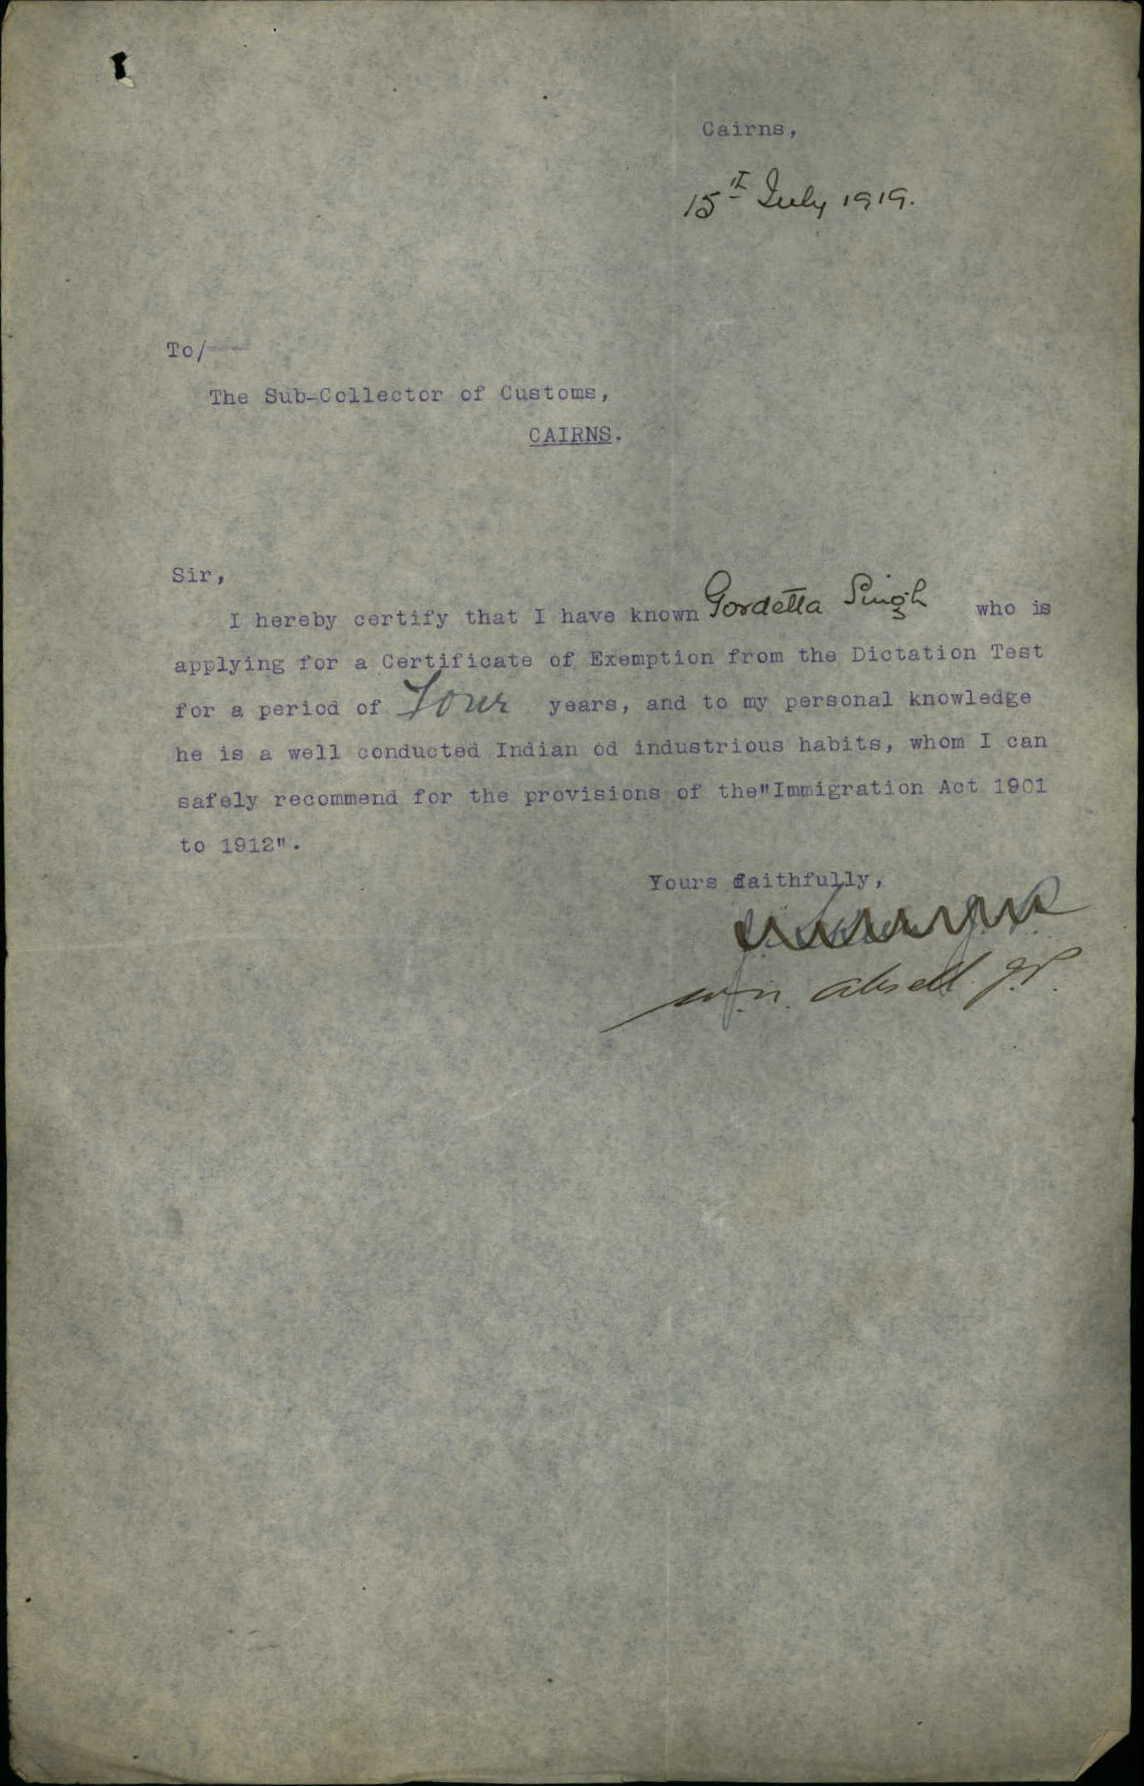 Cairns,
15th July 1919.
To/
The Sub-Collector of Customs,
CAIRNS.
Sir,
I hereby certify that I have known Gordetta Singh who is
applying for a Certificate of Exemption from the Dictation Test
for a period of four years, and to my personal knowledge
he is a well conducted Indian od industrious habits, whom I can
safely recommend for the provisions of the"Immigration Act 1901
to 1912".
Yours faithfully,
W.N. J.P.